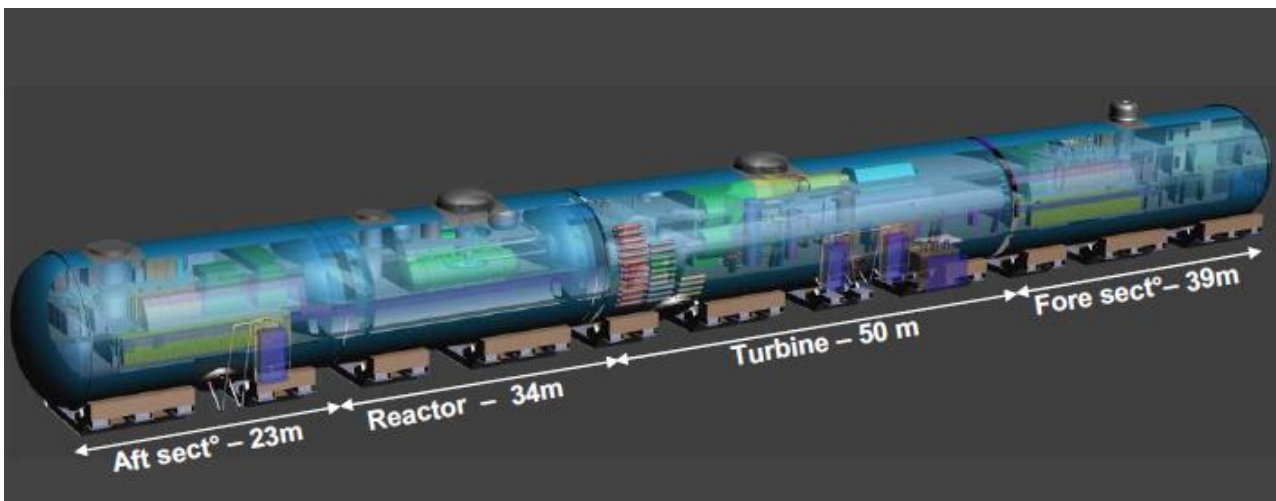 Aft sect° – 23m
Reactor – 34m
Turbine – 50 m
Fore sect°– 39m